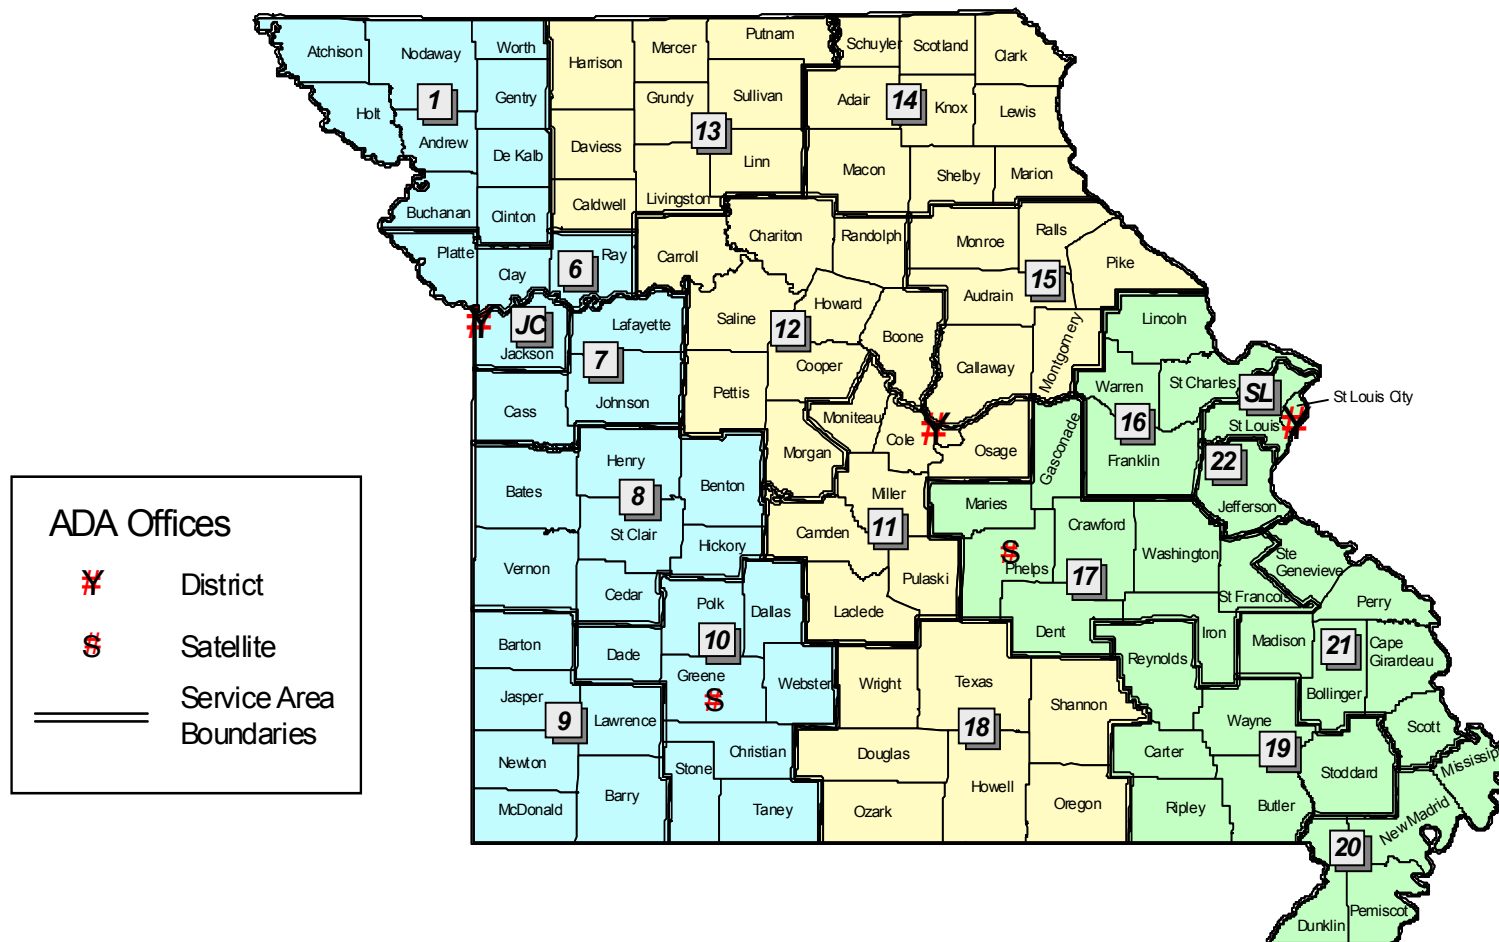 Atchison
Nodaway
Worth
Harrison
Mercer
Putnam
Schuyler
Scotland
Clark
Holt
1
Gentry
Grundy
Sullivan
Adair
14
Knox
Lewis
Andrew
De Kalb
Daviess
13
Linn
Macon
Shelby
Marion
Buchanan
Clinton
Caldwell
Livingston
Platte
Clay
6
Ray
Carroll
Chariton
Randolph
Monroe
Ralls
Pike
JC
Jackson
Lafayette
7
Saline
12
Howard
Boone
Audrain
15
Lincoln
Cass
Johnson
Pettis
Cooper
Callaway
Montgomery
Warren
St Charles
SL
St Louis City
Moniteau
Cole
16
St Louis
Morgan
Osage
Gasconade
Franklin
22
Bates
Henry
8
Benton
Miller
Maries
Jefferson
St Clair
Hickory
Camden
11
Crawford
Washington
Ste
Genevieve
Vernon
Cedar
Pulaski
S
Phelps
17
St Francois
Perry
Polk
Dallas
Laclede
Dent
Iron
Madison
21
Cape
Girardeau
Barton
Dade
10
Reynolds
Jasper
Greene
S
Webster
Wright
Texas
Shannon
Bollinger
9
Lawrence
18
Wayne
Scott
Newton
Stone
Christian
Douglas
Carter
19
Stoddard
Mississip
McDonald
Barry
Taney
Ozark
Howell
Oregon
Ripley
Butler
New Madrid
20
Dunklin
Pemiscot
ADA Offices
District
S Satellite
Service Area
Boundaries